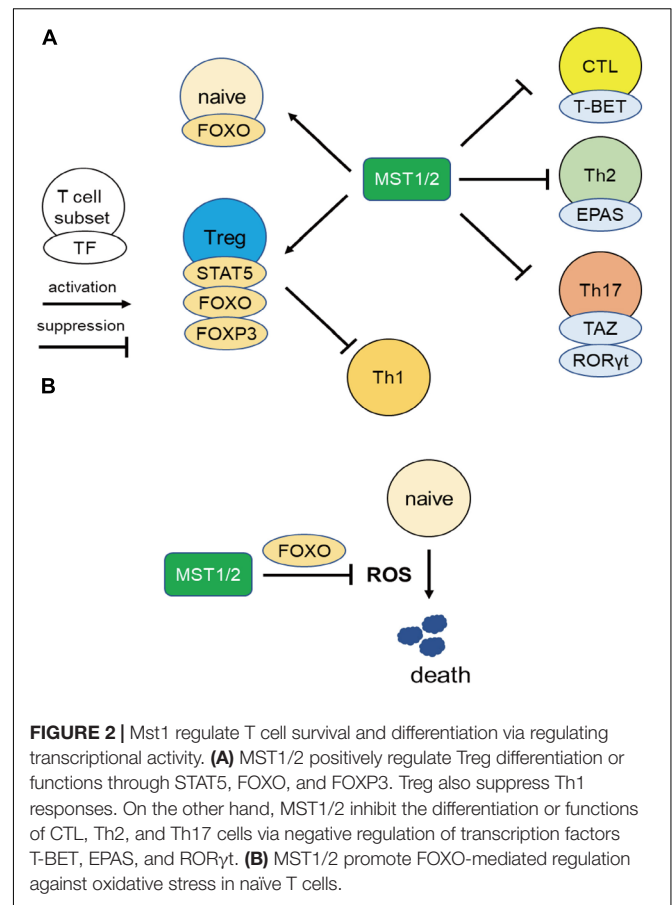 A
naive
FOXO
MST1/2
CTL
T-BET
Th2
EPAS
Th17
TAZ
RORγt
T cell
subset
TF
activation
suppression
Treg
STAT5
FOXO
FOXP3
Th1
B
naive
MST1/2
FOXO
ROS
death
FIGURE 2 | Mst1 regulate T cell survival and differentiation via regulating
transcriptional activity. (A) MST1/2 positively regulate Treg differentiation or
functions through STAT5, FOXO, and FOXP3. Treg also suppress Th1
responses. On the other hand, MST1/2 inhibit the differentiation or functions
of CTL, Th2, and Th17 cells via negative regulation of transcription factors
T-BET, EPAS, and RORγt. (B) MST1/2 promote FOXO-mediated regulation
against oxidative stress in naïve T cells.